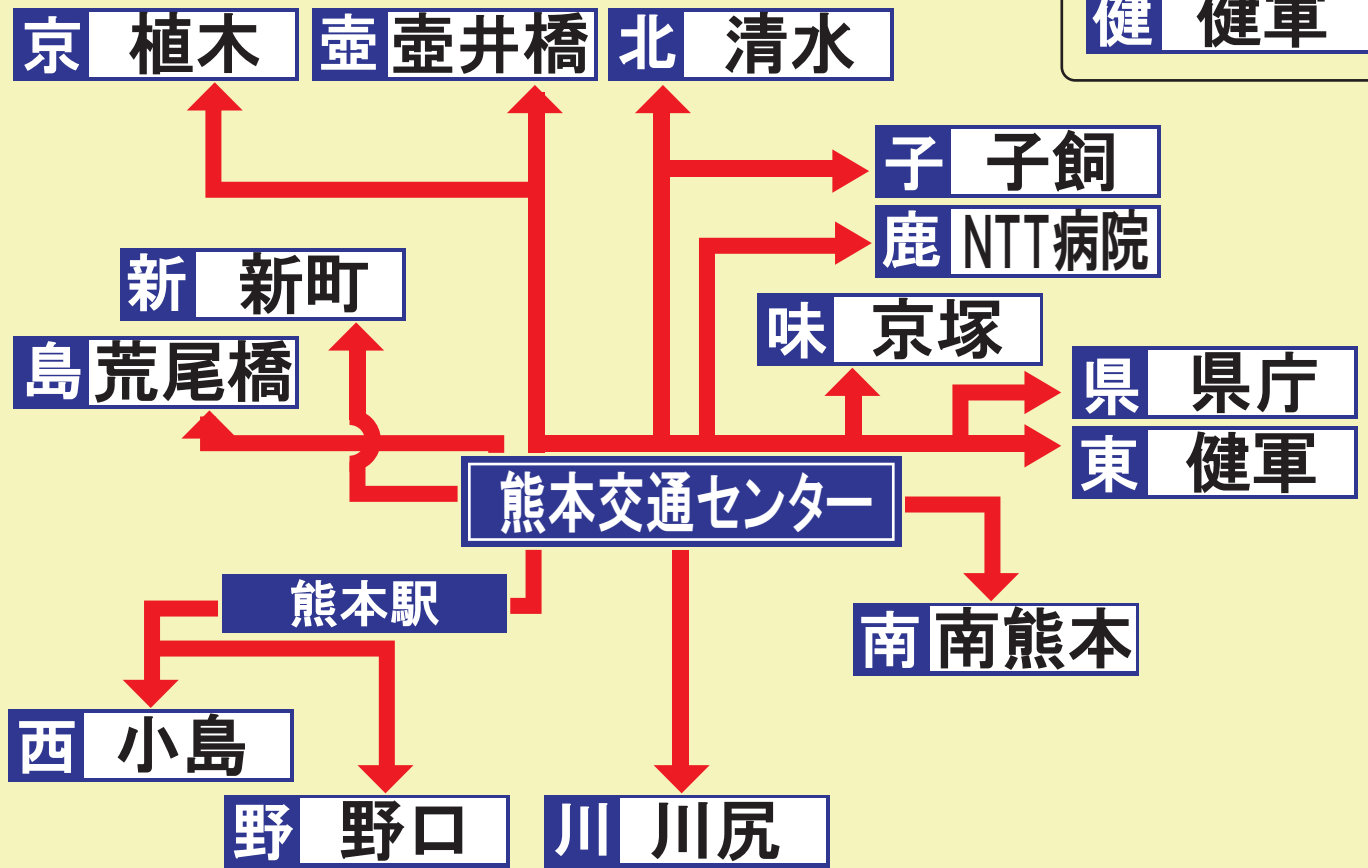 京 植木
壺 壺井橋
北 清水
健 健軍
子 子飼
鹿 NTT病院
新 新町
味 京塚
島 荒尾橋
県 県庁
東 健軍
熊本交通センター
熊本駅
南 南熊本
西 小島
野 野口
川 川尻